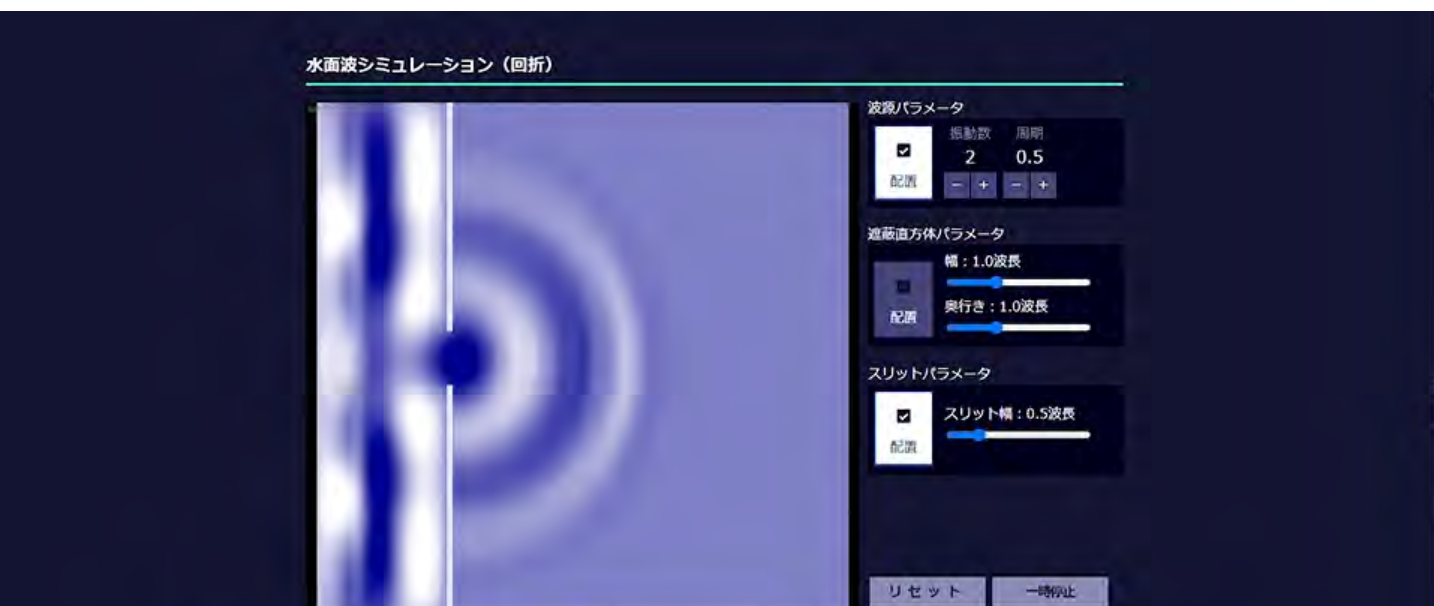 水面波シミュレーション（回折）
波源パラメータ
振動数 周期
2 0.5
配置
− + − +
遮蔽直方体パラメータ
幅：1.0波長
奥行き：1.0波長
配置
スリットパラメータ
スリット幅：0.5波長
配置
リセット 一時停止